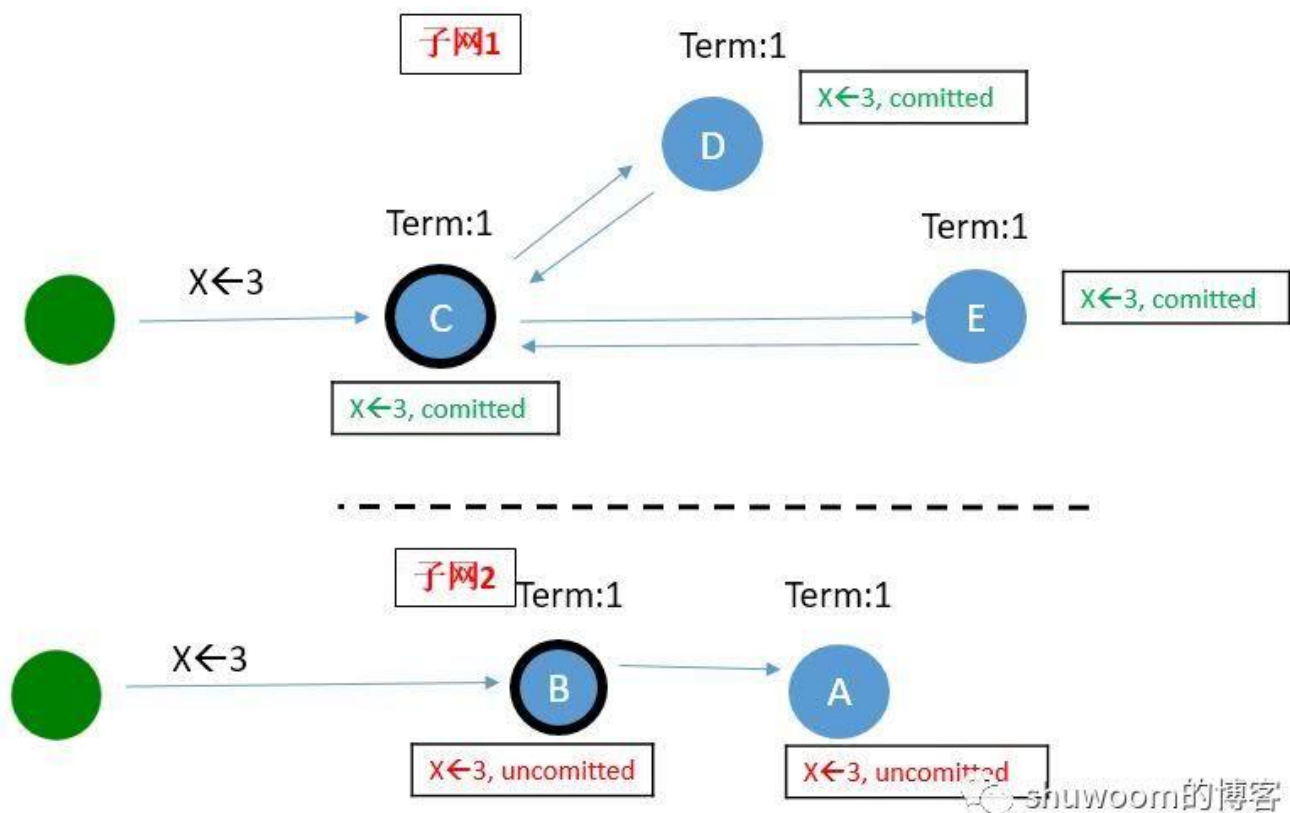 子网1
Term:1
X←3, comitted
D
Term:1
Term:1
X←3
C
E
X←3, comitted
X←3, comitted
子网2
Term:1
Term:1
X←3
B
A
X←3, uncomitted
X←3, uncomitted
shuwoom的博客